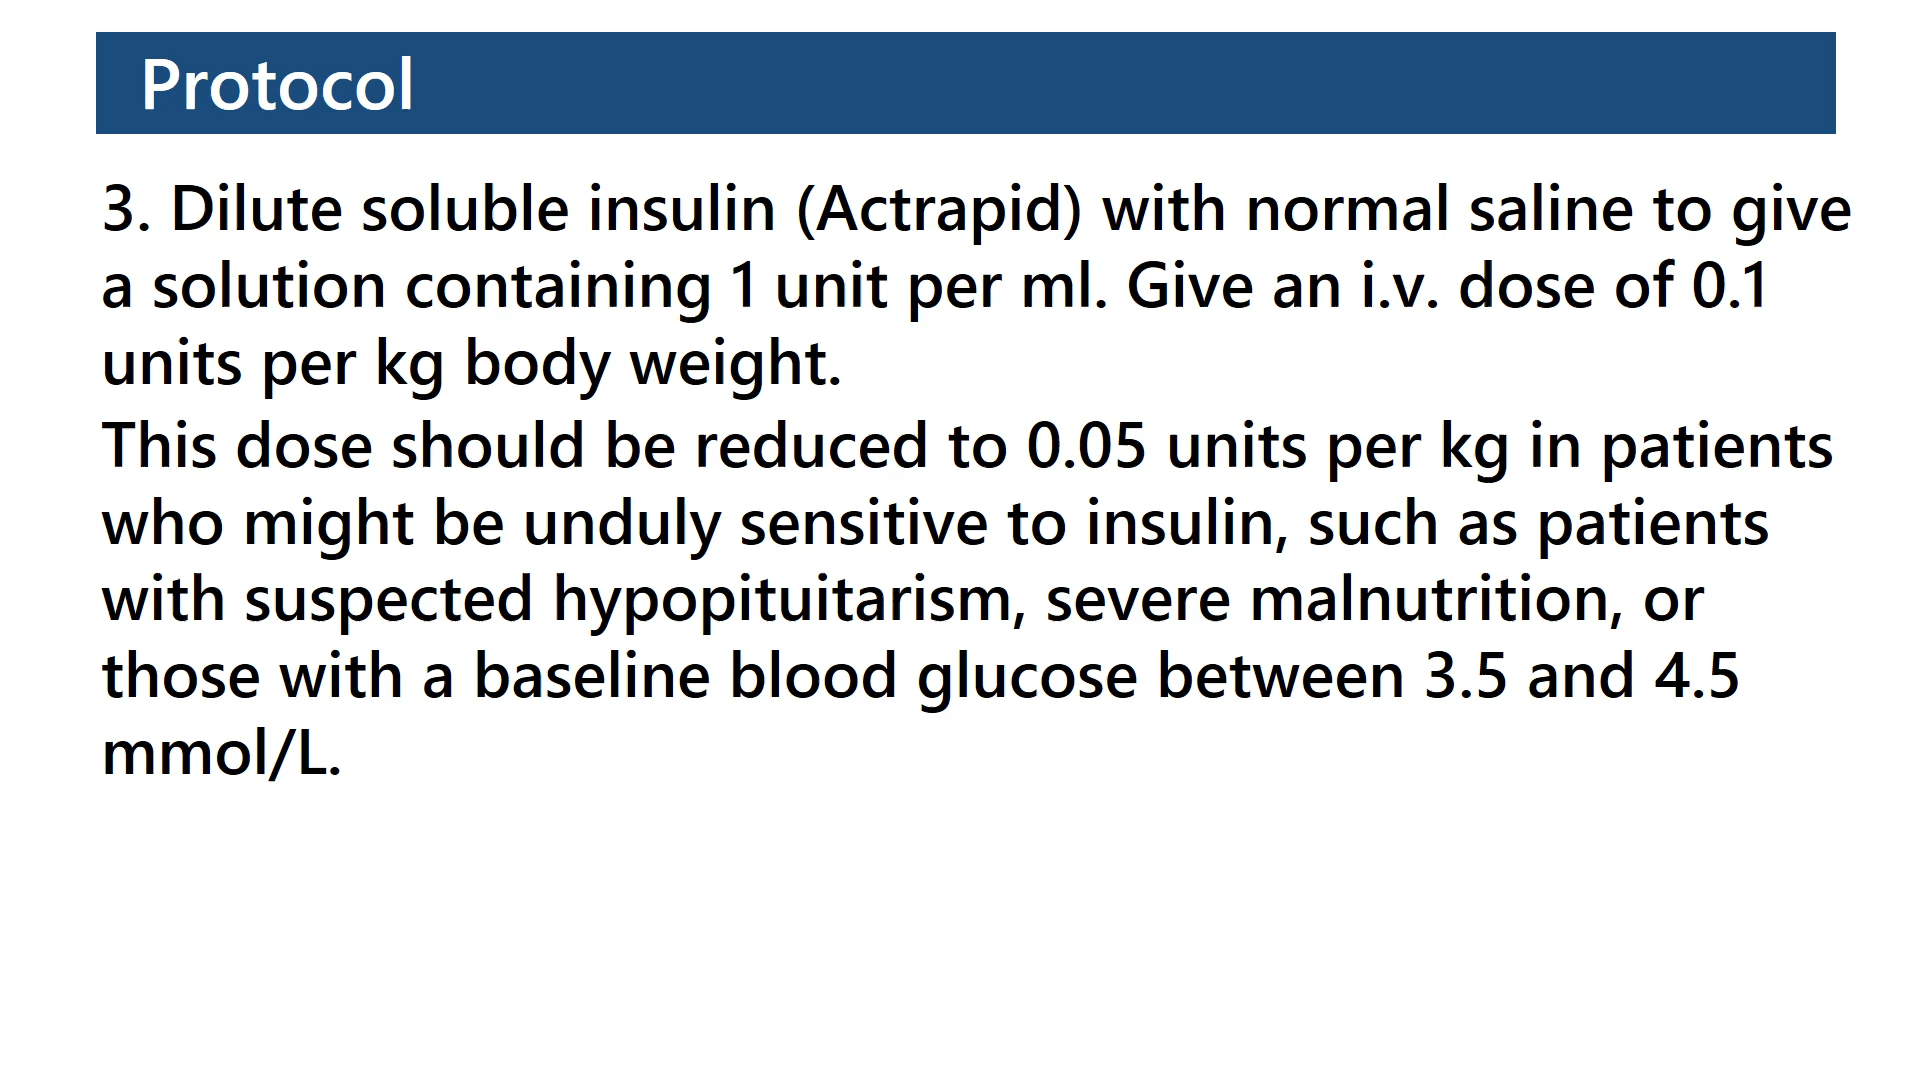 Protocol
3. Dilute soluble insulin (Actrapid) with normal saline to give
a solution containing 1 unit per ml. Give an i.v. dose of 0.1
units per kg body weight.
This dose should be reduced to 0.05 units per kg in patients
who might be unduly sensitive to insulin, such as patients
with suspected hypopituitarism, severe malnutrition, or
those with a baseline blood glucose between 3.5 and 4.5
mmol/L.